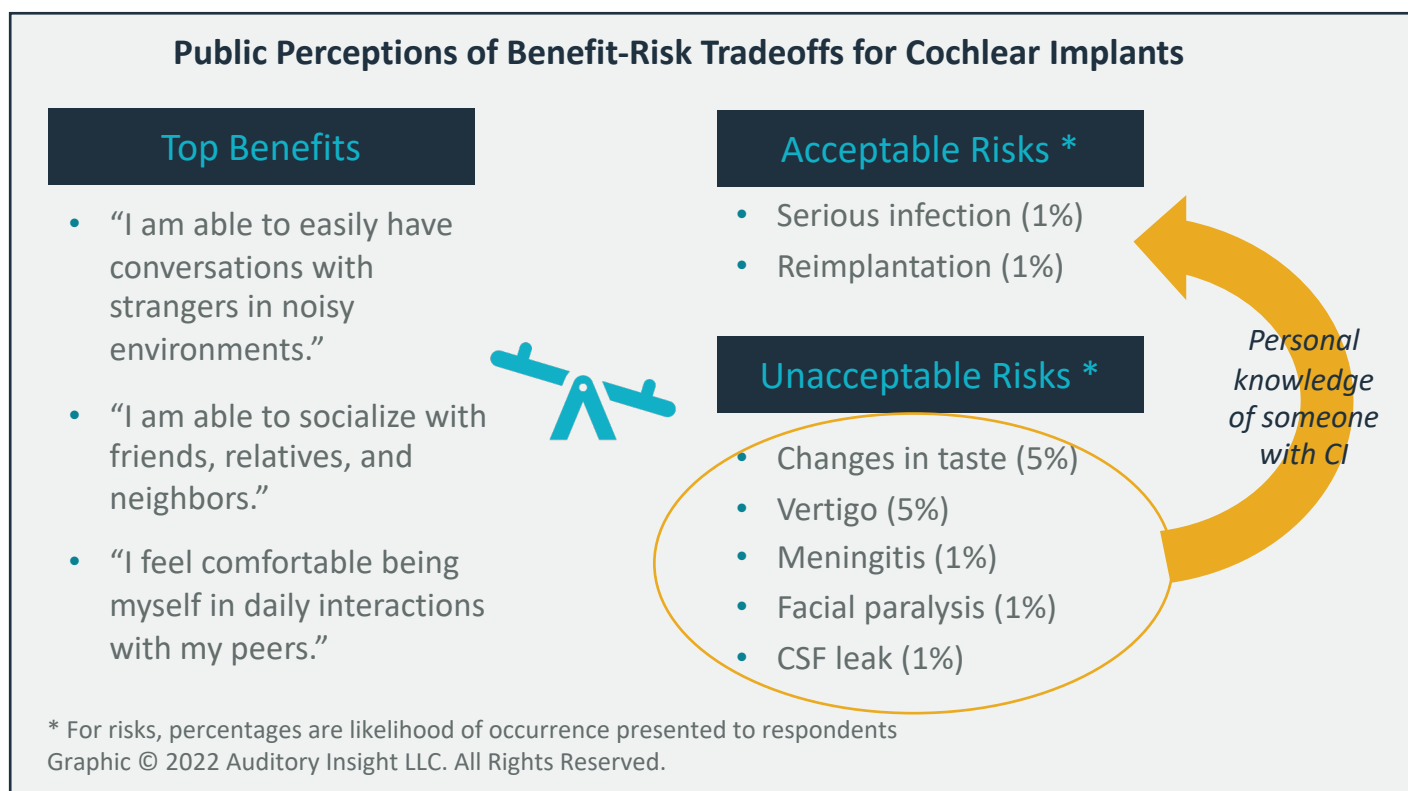 Public Perceptions of Benefit-Risk Tradeoffs for Cochlear Implants
Top Benefits
• “I am able to easily have
conversations with
strangers in noisy
environments.”
• “I am able to socialize with
friends, relatives, and
neighbors.”
• “I feel comfortable being
myself in daily interactions
with my peers.”
Acceptable Risks *
• Serious infection (1%)
• Reimplantation (1%)
Unacceptable Risks *
• Changes in taste (5%)
• Vertigo (5%)
• Meningitis (1%)
• Facial paralysis (1%)
• CSF leak (1%)
Personal
knowledge
of someone
with CI
* For risks, percentages are likelihood of occurrence presented to respondents
Graphic © 2022 Auditory Insight LLC. All Rights Reserved.